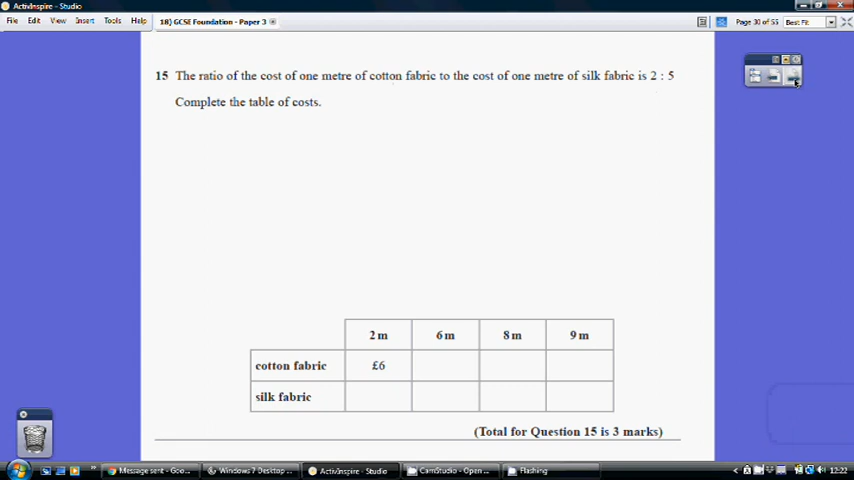 ActivInspire - Studio
File Edit View Insert Tools Help 18) GCSE Foundation - Paper 3 Page 30 of 55 Best Fit
15 The ratio of the cost of one metre of cotton fabric to the cost of one metre of silk fabric is 2 : 5
Complete the table of costs.
2 m 6 m 8 m 9 m
cotton fabric £6
silk fabric
(Total for Question 15 is 3 marks)
Message sent - Goo... Windows 7 Desktop ... ActivInspire - Studio CamStudio - Open ... Flashing 12:22